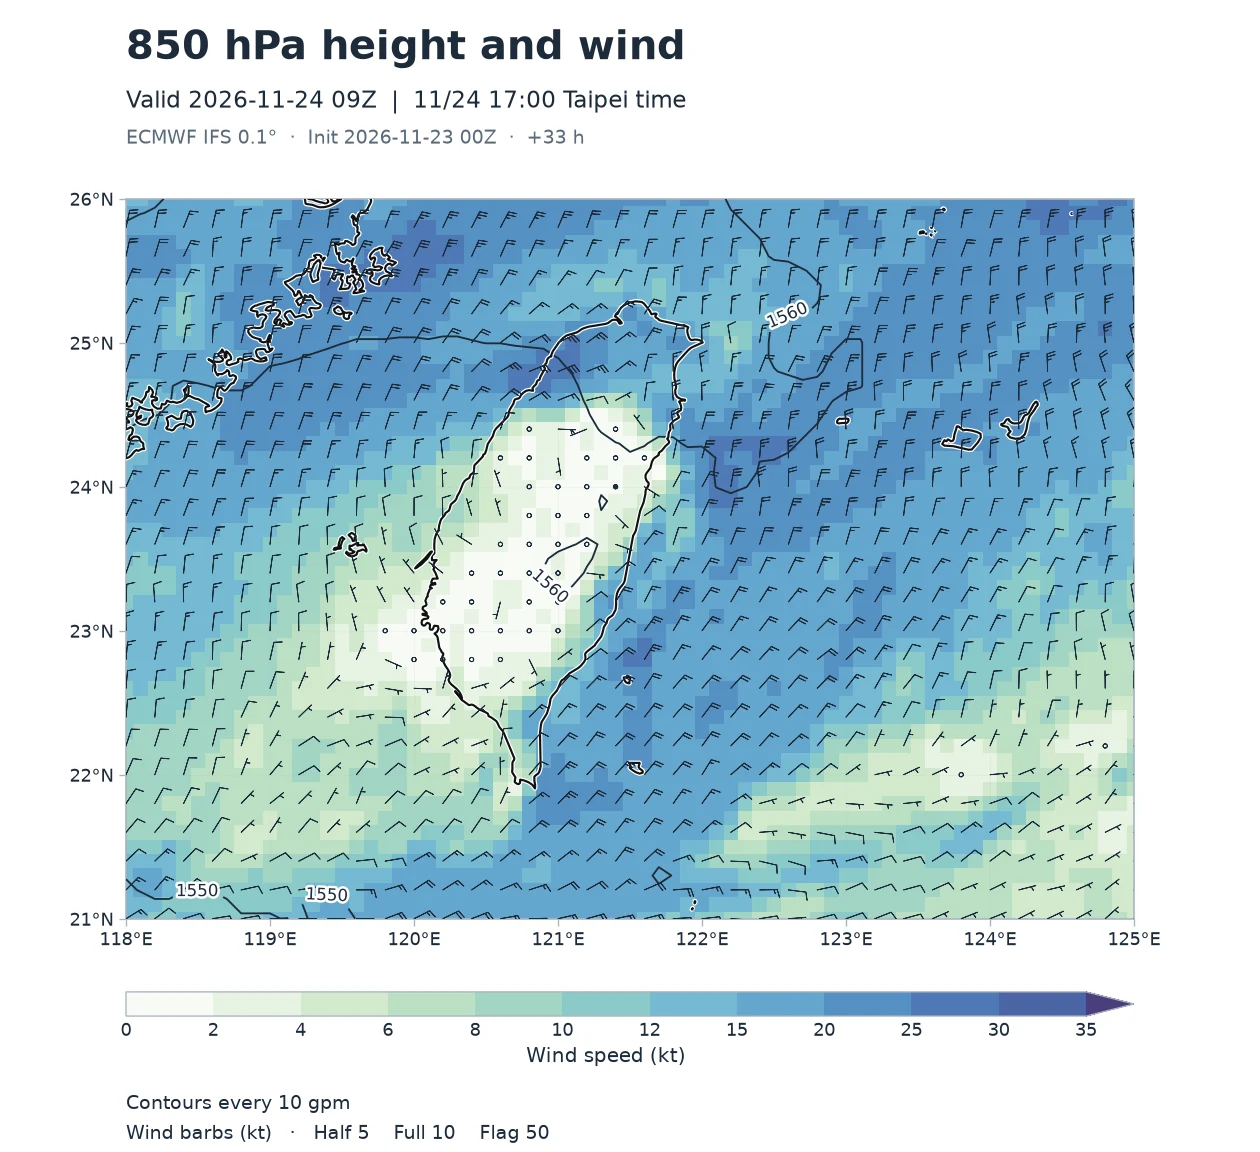 850 hPa height and wind
Valid 2026-11-24 09Z | 11/24 17:00 Taipei time
ECMWF IFS 0.1° · Init 2026-11-23 00Z · +33 h
26°N
25°N
24°N
23°N
22°N
21°N
1560
1560
1550
1550
118°E 119°E 120°E 121°E 122°E 123°E 124°E 125°E
0 2 4 6 8 10 12 15 20 25 30 35
Wind speed (kt)
Contours every 10 gpm
Wind barbs (kt) · Half 5 Full 10 Flag 50